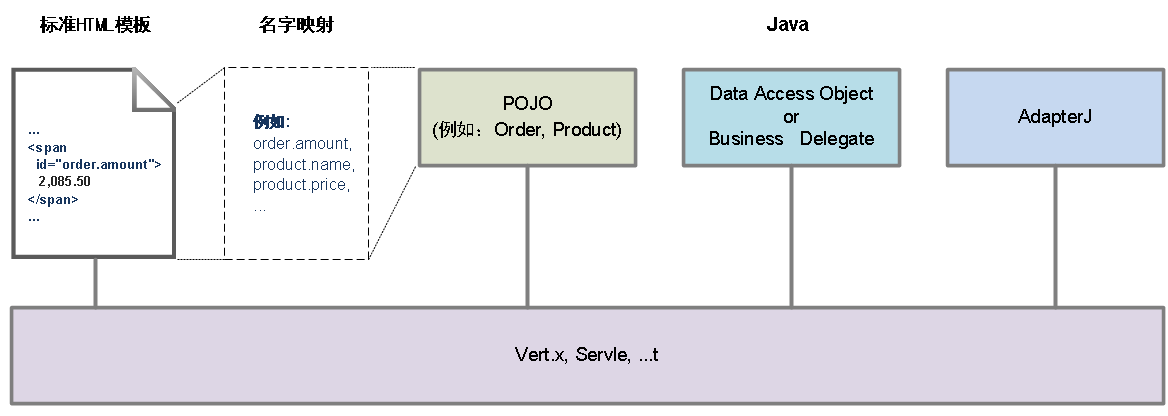 标准HTML模板
名字映射
Java
...
<span
id="order.amount">
2,085.50
</span>
...
例如:
order.amount,
product.name,
product.price,
...
POJO
(例如：Order, Product)
Data Access Object
or
Business Delegate
AdapterJ
Vert.x, Servle, ...t